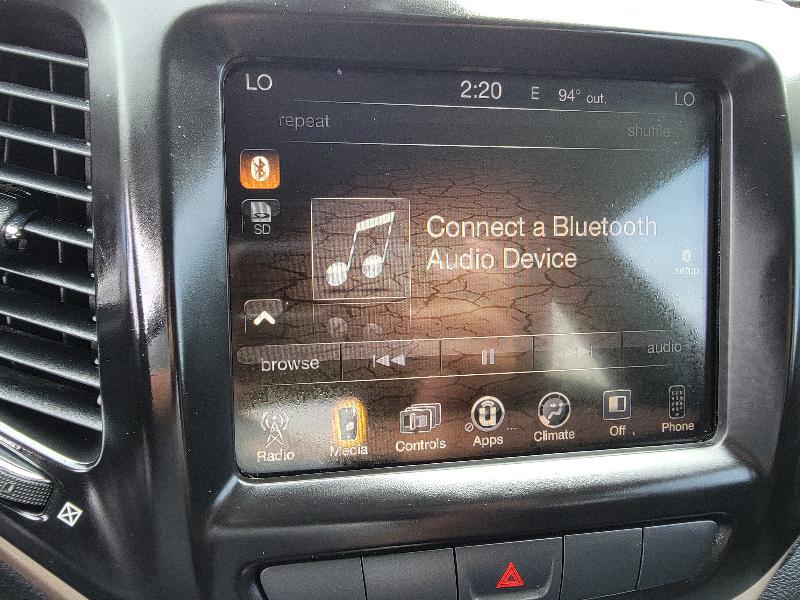 LO 2:20 E 94° out. LO
repeat shuffle
SD
Connect a Bluetooth
Audio Device
setup
browse audio
Radio Media Controls Apps ... Climate Off Phone